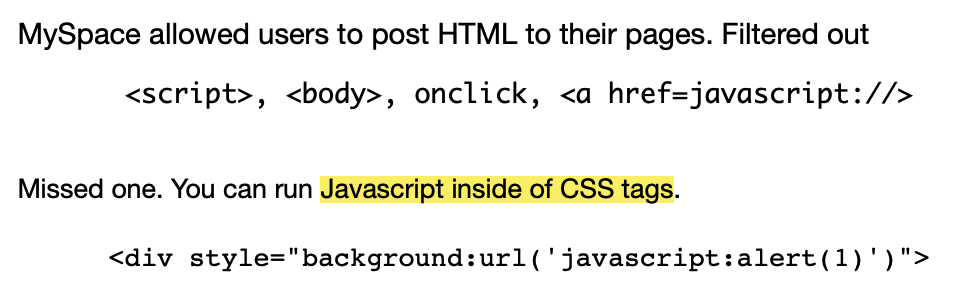 MySpace allowed users to post HTML to their pages. Filtered out
<script>, <body>, onclick, <a href=javascript://>
Missed one. You can run Javascript inside of CSS tags.
<div style="background:url('javascript:alert(1)')">